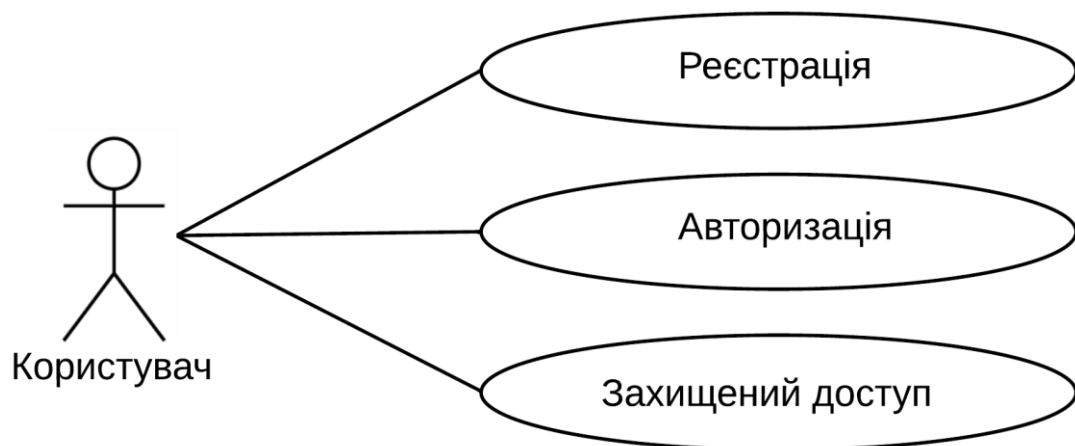 Реєстрація
Авторизація
Користувач
Захищений доступ